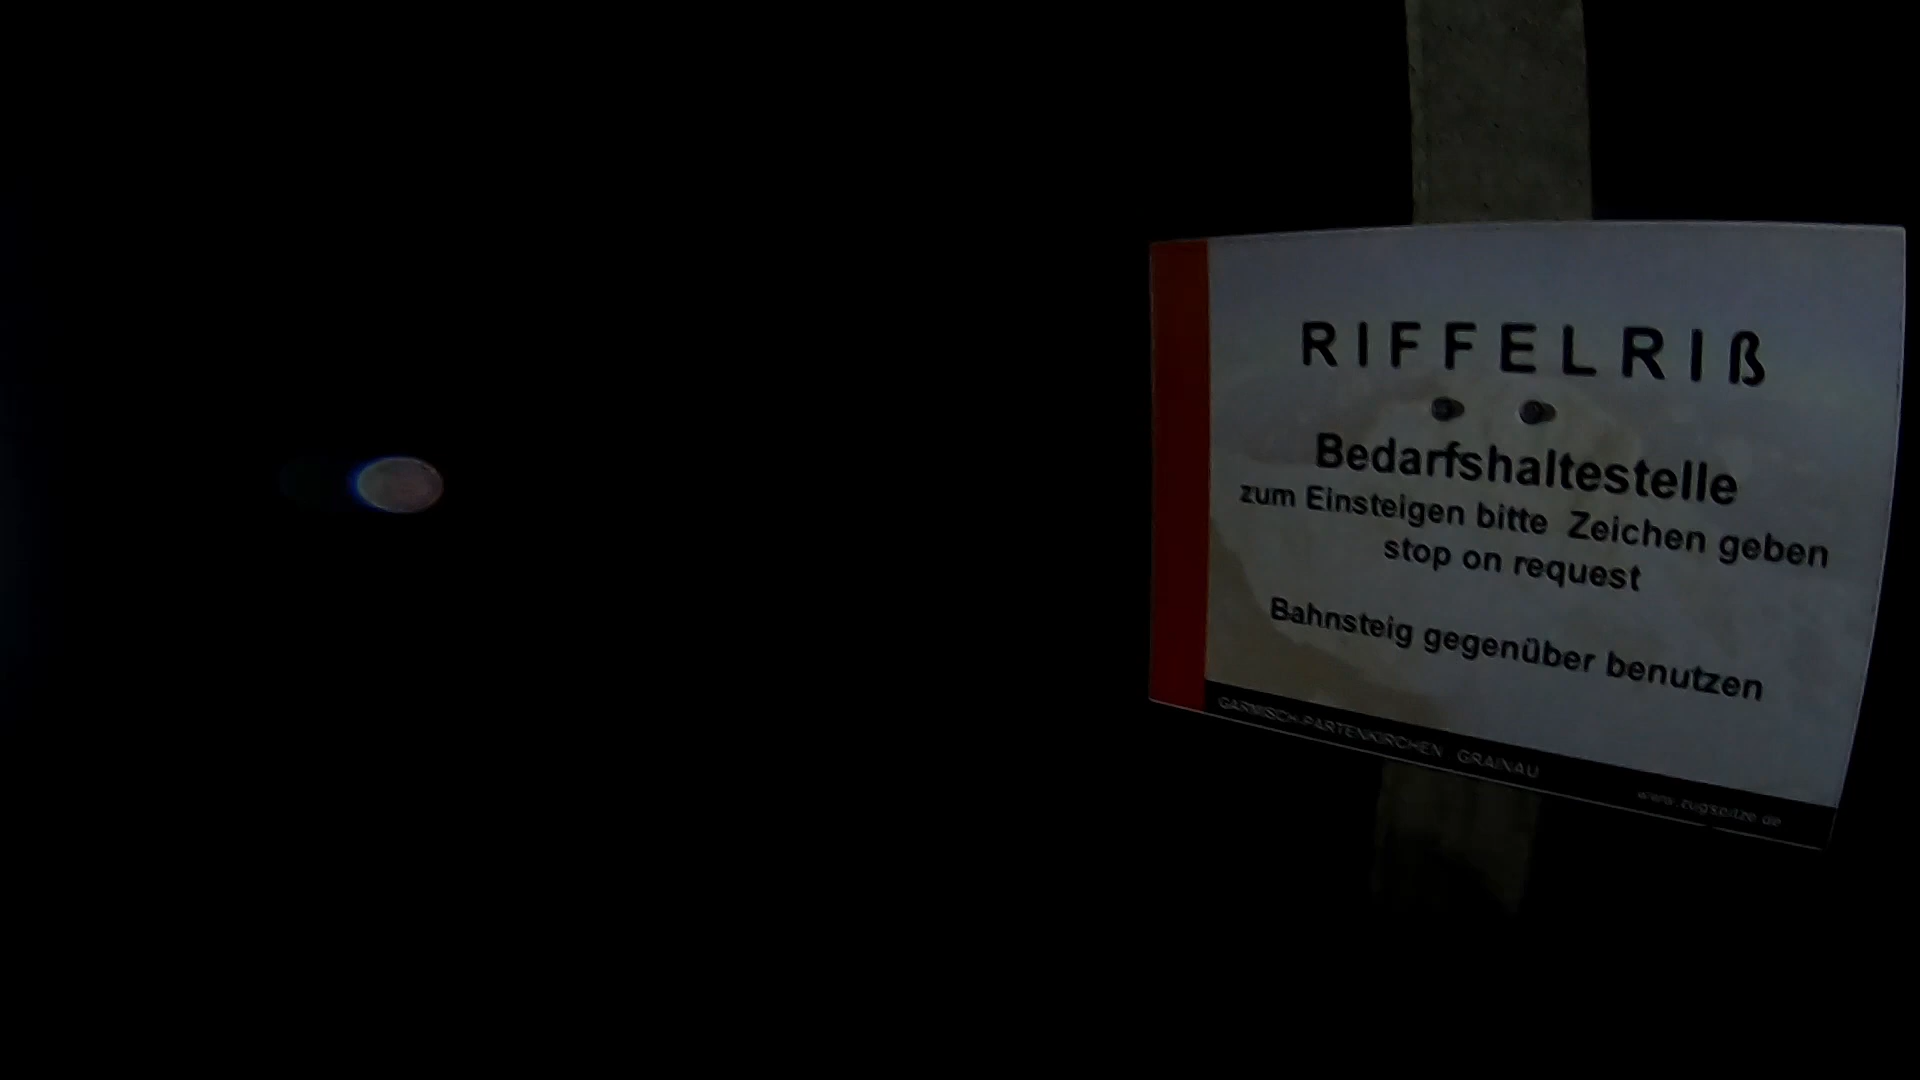 RIFFELRIß
Bedarfshaltestelle
zum Einsteigen bitte Zeichen geben
stop on request
Bahnsteig gegenüber benutzen
GARMISCH-PARTENKIRCHEN GRAINAU
www.zugspitze.de